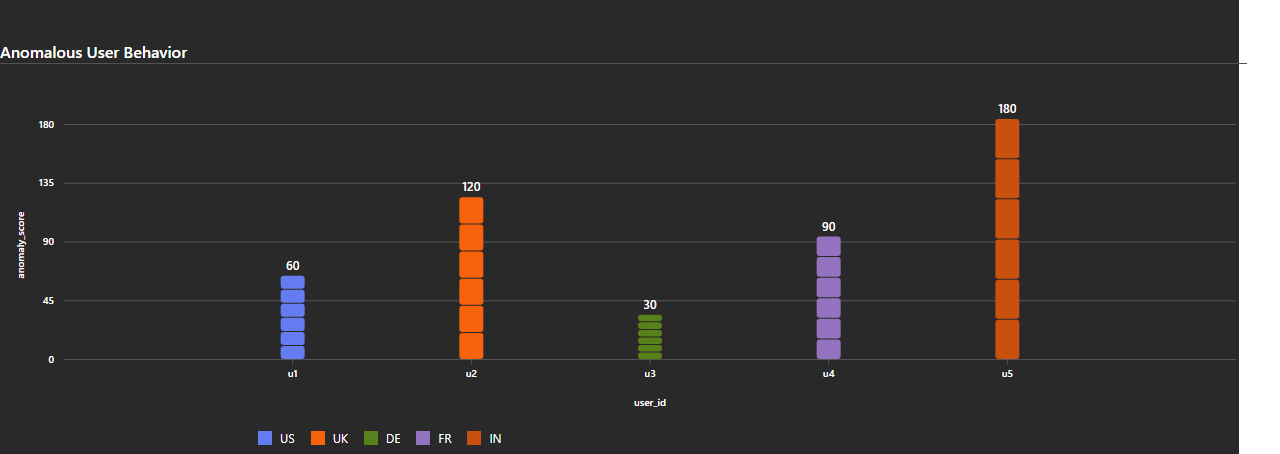 Anomalous User Behavior
180
180
135
120
90
90
60
45
30
0
anomaly_score
u1 u2 u3 u4 u5
user_id
US UK DE FR IN